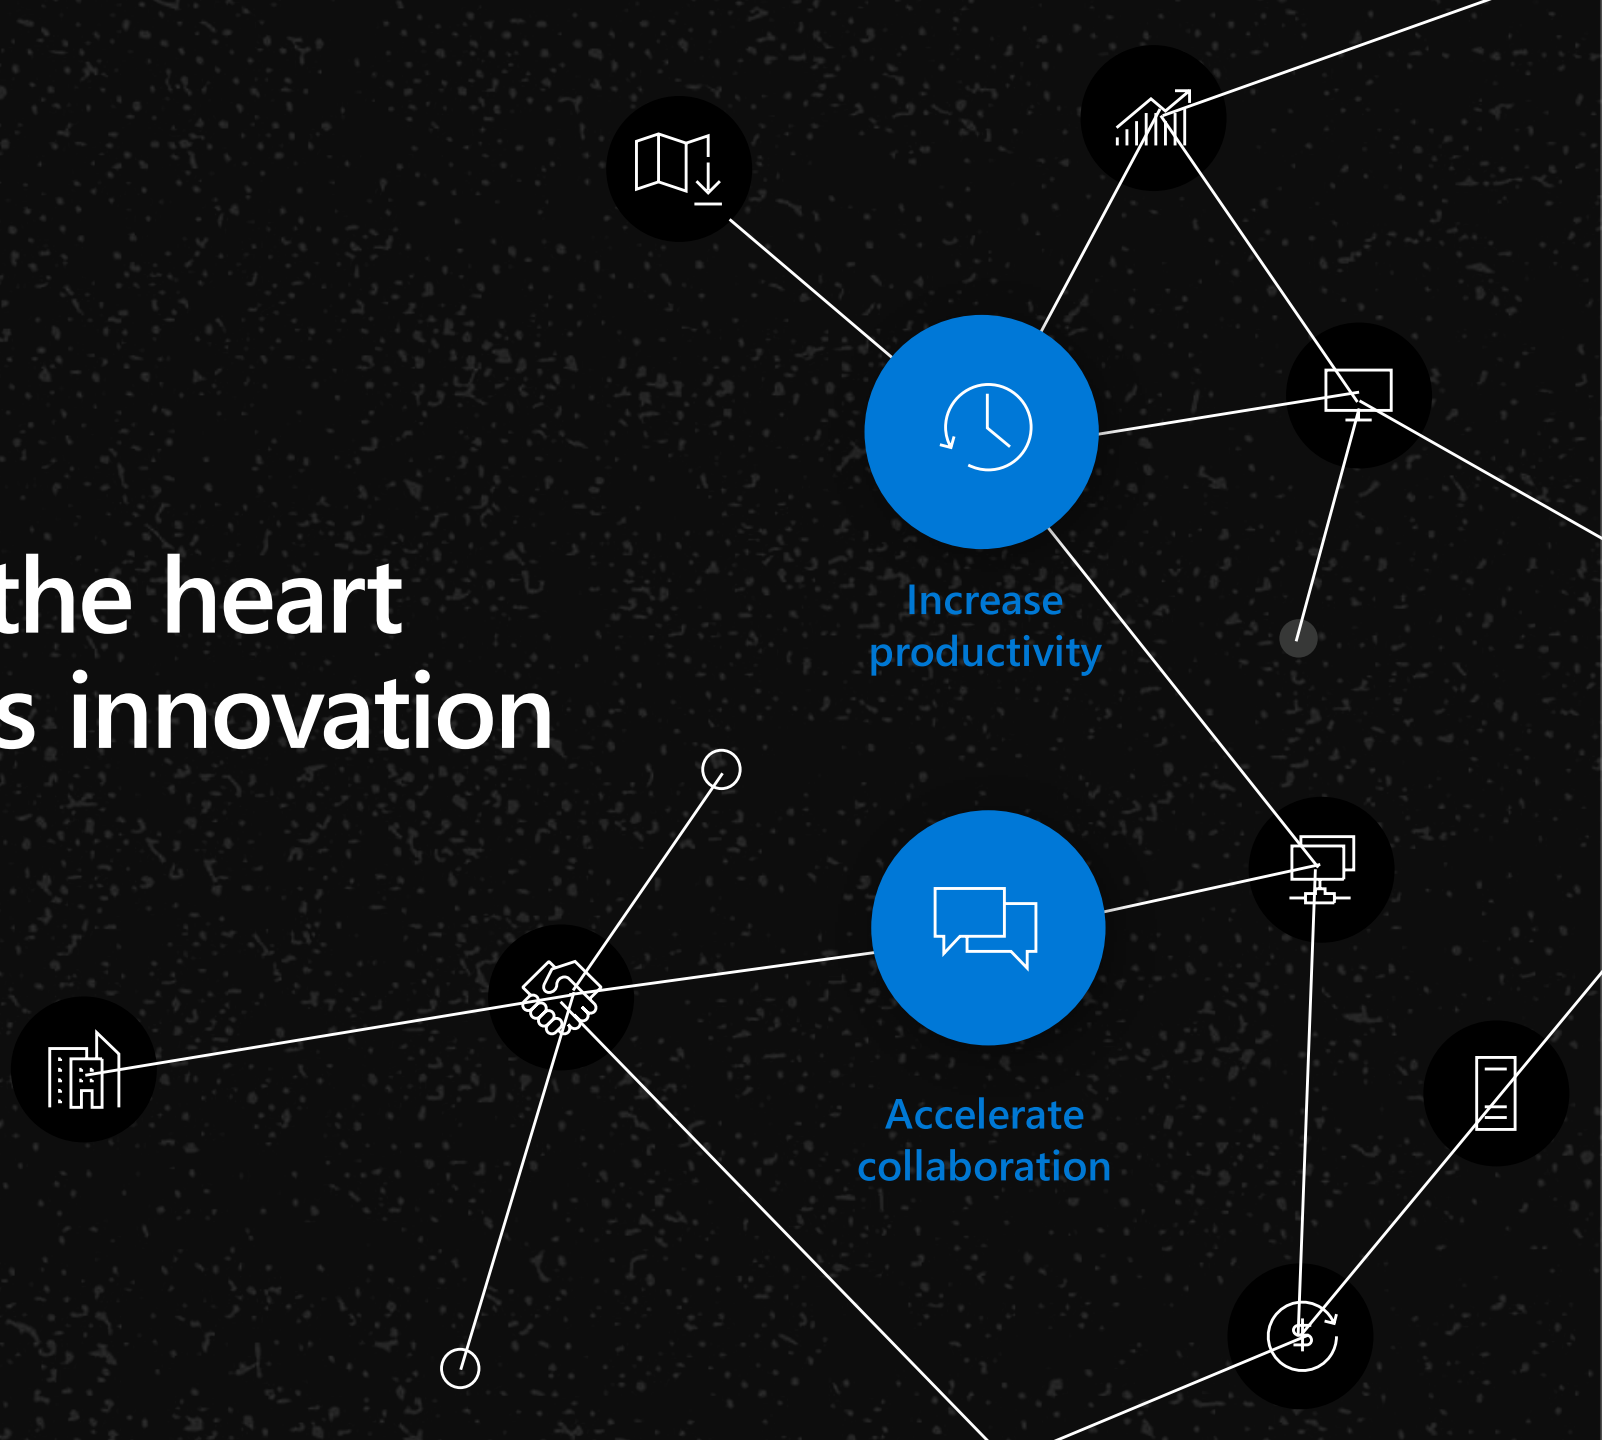 the heart
s innovation
Increase
productivity
Accelerate
collaboration
$